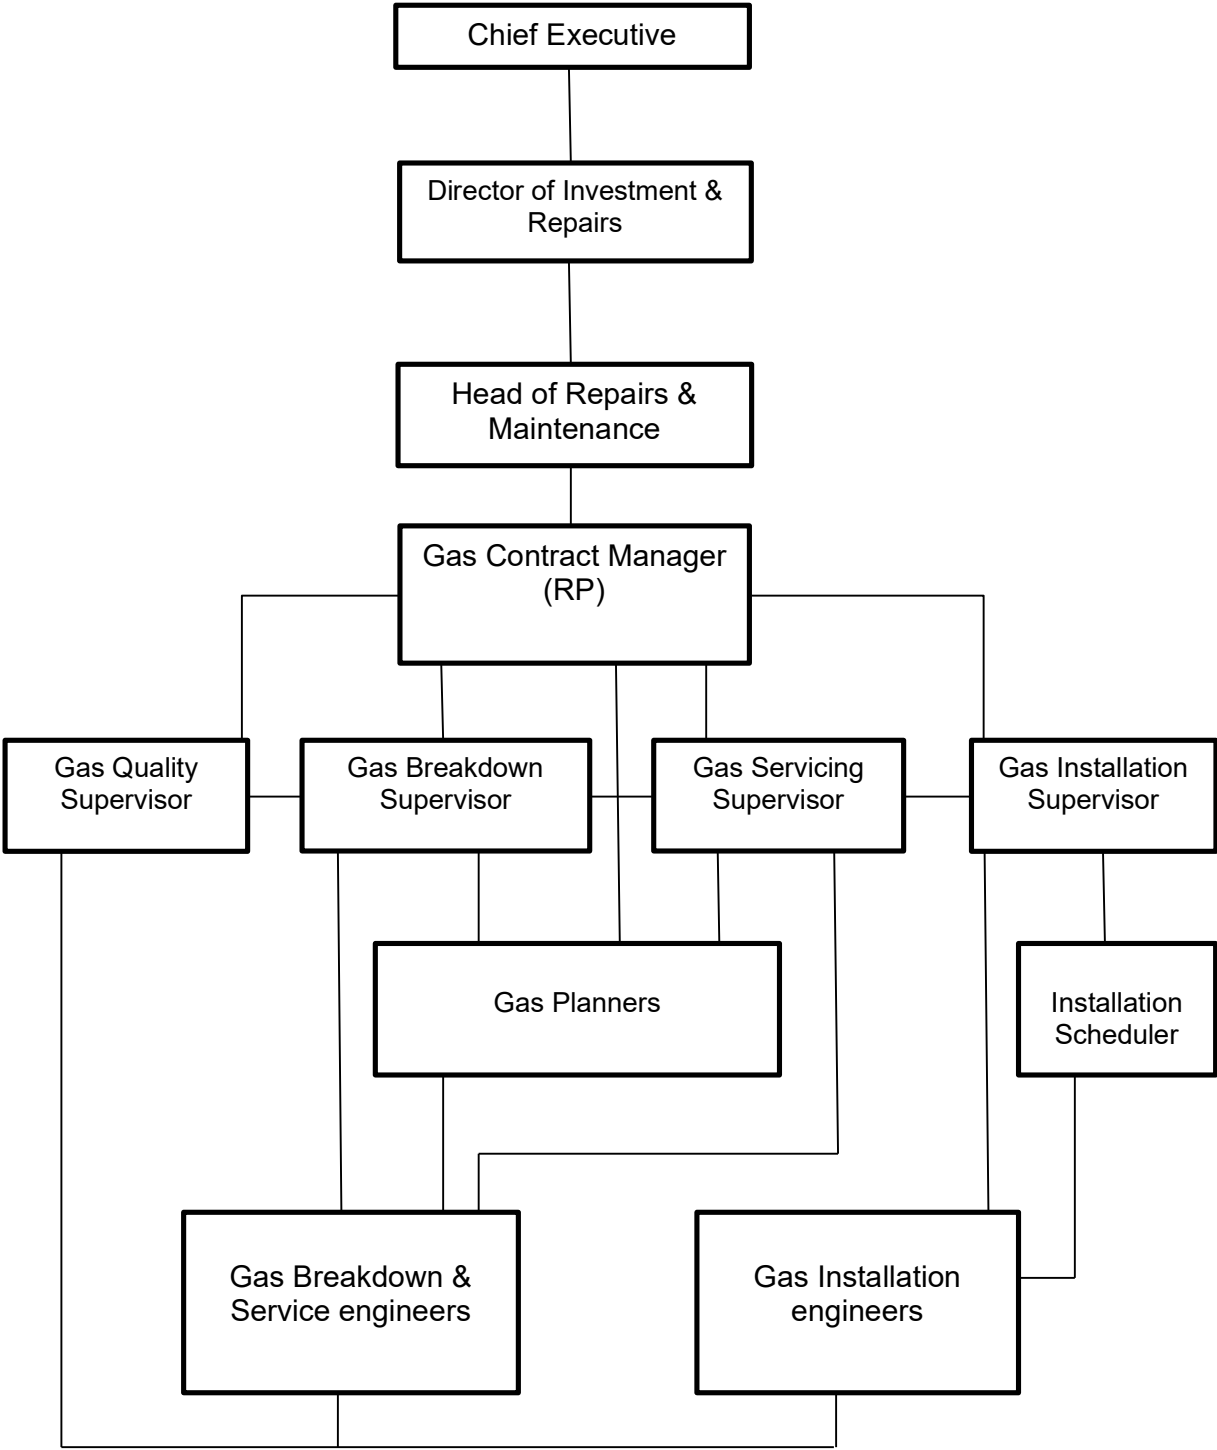 Chief Executive
Director of Investment &
Repairs
Head of Repairs &
Maintenance
Gas Contract Manager
(RP)
Gas Quality
Supervisor
Gas Breakdown
Supervisor
Gas Servicing
Supervisor
Gas Installation
Supervisor
Gas Planners
Installation
Scheduler
Gas Breakdown &
Service engineers
Gas Installation
engineers